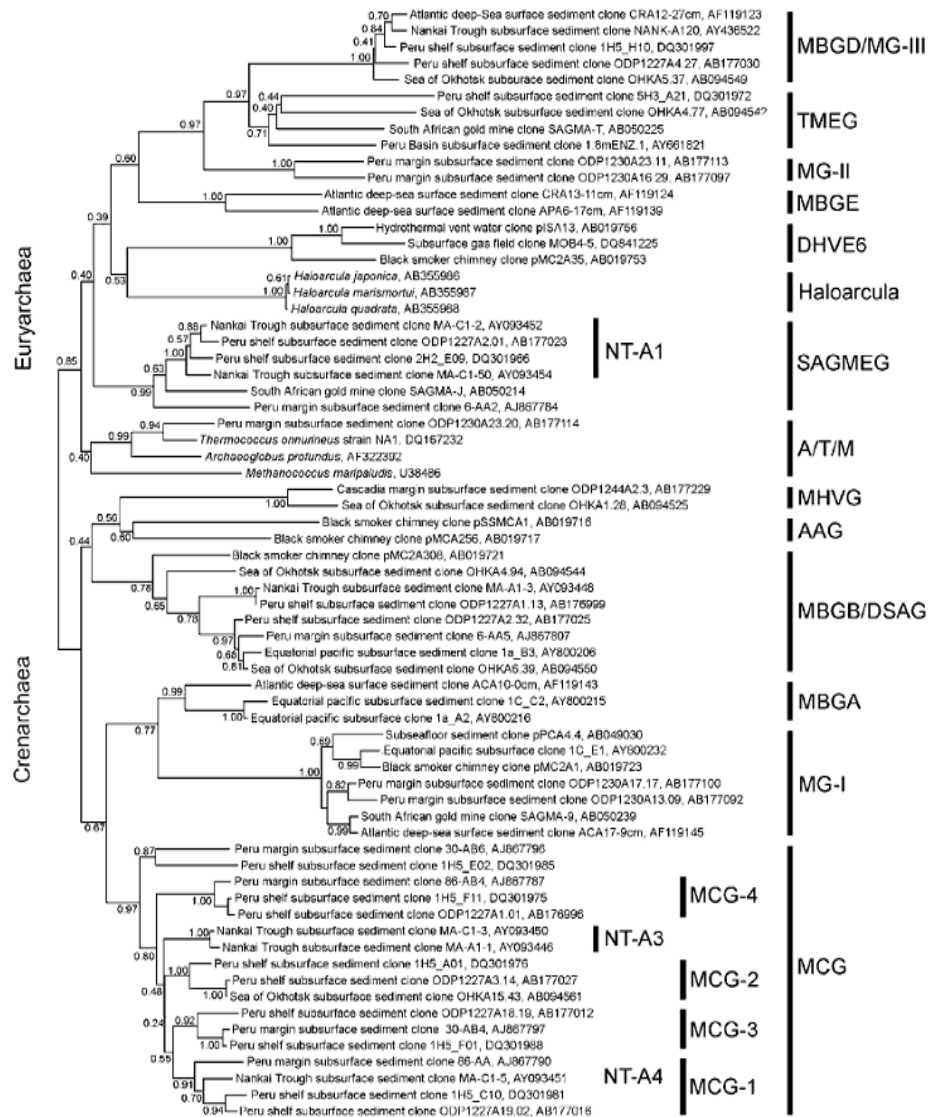 Atlantic deep-Sea surface sediment clone CRA12-27cm, AF119123
Nankai Trough subsurface sediment clone NANK-A120, AY436522
Peru shelf subsurface sediment clone 1H5_H10, DQ301997
Peru shelf subsurface sediment clone ODP1227A4.27, AB177030
Sea of Okhotsk subsurace sediment clone OHKA5.37, AB094549
MBGD/MG-III
0.70
0.84
0.41
1.00
Peru shelf subsurface sediment clone 5H3_A21, DQ301972
Sea of Okhotsk subsurface sediment clone OHKA4.77, AB094542
South African gold mine clone SAGMA-T, AB050225
Peru Basin subsurface sediment clone 1.8mENZ.1, AY661821
TMEG
0.97
0.44
0.40
0.71
0.97
Peru margin subsurface sediment clone ODP1230A23.11, AB177113
Peru margin subsurface sediment clone ODP1230A16.29, AB177097
MG-II
1.00
0.60
Atlantic deep-sea surface sediment clone CRA13-11cm, AF119124
Atlantic deep-sea surface sediment clone APA6-17cm, AF119139
MBGE
1.00
0.39
Hydrothermal vent water clone pISA13, AB019756
Subsurface gas field clone MOB4-5, DQ841225
Black smoker chimney clone pMC2A35, AB019753
DHVE6
1.00
1.00
0.53
Haloarcula japonica, AB355986
Haloarcula marismortui, AB355987
Haloarcula quadrata, AB355968
Haloarcula
0.61
1.00
0.40
Euryarchaea
Nankai Trough subsurface sediment clone MA-C1-2, AY093452
Peru shelf subsurface sediment clone ODP1227A2.01, AB177023
Peru shelf subsurface sediment clone 2H2_E09, DQ301966
Nankai Trough subsurface sediment clone MA-C1-50, AY093454
South African gold mine clone SAGMA-J, AB050214
Peru margin subsurface sediment clone 6-AA2, AJ867784
NT-A1
SAGMEG
0.88
0.57
1.00
0.63
0.99
0.85
Peru margin subsurface sediment clone ODP1230A23.20, AB177114
Thermococcus onnurineus strain NA1, DQ167232
Archaeoglobus profundus, AF322392
Methanococcus maripaludis, U38486
A/T/M
0.94
0.99
0.40
Cascadia margin subsurface sediment clone ODP1244A2.3, AB177229
Sea of Okhotsk subsurface sediment clone OHKA1.28, AB094525
MHVG
1.00
0.50
Black smoker chimney clone pSSMCA1, AB019716
Black smoker chimney clone pMCA256, AB019717
AAG
0.60
0.44
Black smoker chimney clone pMC2A308, AB019721
Sea of Okhotsk subsurface sediment clone OHKA4.94, AB094544
Nankai Trough subsurface sediment clone MA-A1-3, AY093448
Peru shelf subsurface sediment clone ODP1227A1.13, AB176999
Peru shelf subsurface sediment clone ODP1227A2.32, AB177025
Peru margin subsurface sediment clone 6-AA5, AJ867807
Equatorial pacific subsurface sediment clone 1a_B3, AY800206
Sea of Okhotsk subsurface sediment clone OHKA6.39, AB094550
MBGB/DSAG
0.78
0.65
1.00
0.78
0.97
0.68
0.81
Crenarchaea
Atlantic deep-sea surface sediment clone ACA10-0cm, AF119143
Equatorial pacific subsurface sediment clone 1C_C2, AY800215
Equatorial pacific subsurface sediment clone 1a_A2, AY800216
MBGA
0.99
1.00
0.77
Subseafloor sediment clone pPCA4.4, AB049030
Equatorial pacific subsurface clone 1C_E1, AY800232
Black smoker chimney clone pMC2A1, AB019723
Peru margin subsurface sediment clone ODP1230A17.17, AB177100
Peru margin subsurface sediment clone ODP1230A13.09, AB177092
South African gold mine clone SAGMA-9, AB050239
Atlantic deep-sea surface sediment clone ACA17-9cm, AF119145
MG-I
0.69
0.99
1.00
0.82
0.99
0.67
Peru margin subsurface sediment clone 30-AB6, AJ867796
Peru shelf subsurface sediment clone 1H5_E02, DQ301985
0.87
0.97
Peru margin subsurface sediment clone 86-AB4, AJ867787
Peru shelf subsurface sediment clone 1H5_F11, DQ301975
Peru shelf subsurface sediment clone ODP1227A1.01, AB176996
MCG-4
1.00
0.80
Nankai Trough subsurface sediment clone MA-C1-3, AY093450
Nankai Trough subsurface sediment clone MA-A1-1, AY093446
NT-A3
MCG
1.00
0.48
Peru shelf subsurface sediment clone 1H5_A01, DQ301976
Peru shelf subsurface sediment clone ODP1227A3.14, AB177027
Sea of Okhotsk subsurface sediment clone OHKA15.43, AB094561
MCG-2
1.00
1.00
0.24
Peru shelf subsurface sediment clone ODP1227A18.19, AB177012
Peru margin subsurface sediment clone 30-AB4, AJ867797
Peru shelf subsurface sediment clone 1H5_F01, DQ301988
MCG-3
0.92
1.00
0.55
Peru margin subsurface sediment clone 86-AA, AJ867790
Nankai Trough subsurface sediment clone MA-C1-5, AY093451
Peru shelf subsurface sediment clone 1H5_C10, DQ301981
Peru shelf subsurface sediment clone ODP1227A19.02, AB177016
NT-A4
MCG-1
0.91
0.70
0.94